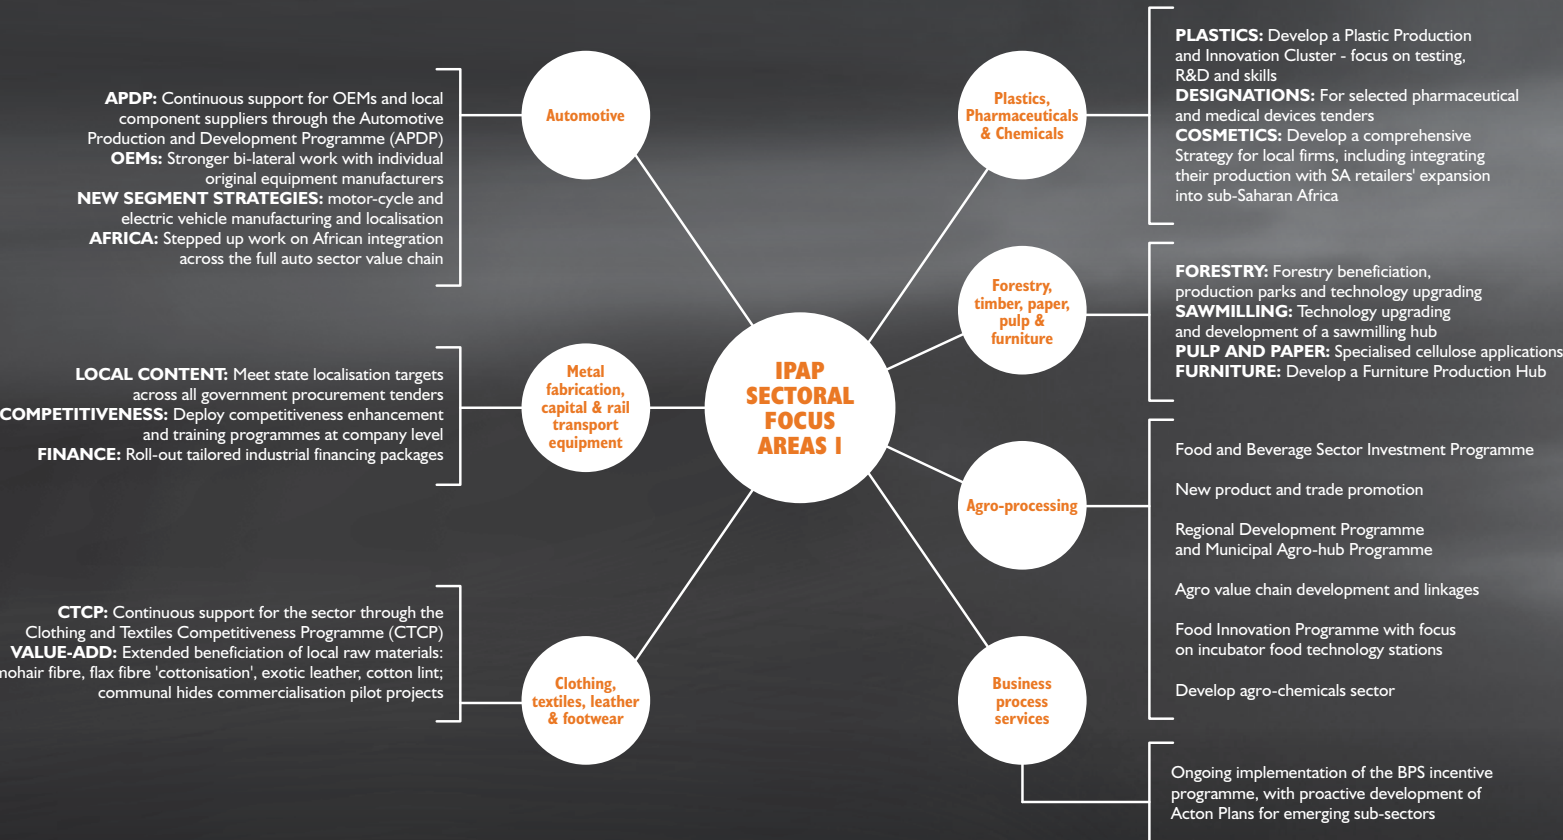 IPAP
SECTORAL
FOCUS
AREAS I
Automotive
APDP: Continuous support for OEMs and local
component suppliers through the Automotive
Production and Development Programme (APDP)
OEMs: Stronger bi-lateral work with individual
original equipment manufacturers
NEW SEGMENT STRATEGIES: motor-cycle and
electric vehicle manufacturing and localisation
AFRICA: Stepped up work on African integration
across the full auto sector value chain
Metal
fabrication,
capital & rail
transport
equipment
LOCAL CONTENT: Meet state localisation targets
across all government procurement tenders
COMPETITIVENESS: Deploy competitiveness enhancement
and training programmes at company level
FINANCE: Roll-out tailored industrial financing packages
Clothing,
textiles, leather
& footwear
CTCP: Continuous support for the sector through the
Clothing and Textiles Competitiveness Programme (CTCP)
VALUE-ADD: Extended beneficiation of local raw materials:
mohair fibre, flax fibre 'cottonisation', exotic leather, cotton lint;
communal hides commercialisation pilot projects
Plastics,
Pharmaceuticals
& Chemicals
PLASTICS: Develop a Plastic Production
and Innovation Cluster - focus on testing,
R&D and skills
DESIGNATIONS: For selected pharmaceutical
and medical devices tenders
COSMETICS: Develop a comprehensive
Strategy for local firms, including integrating
their production with SA retailers' expansion
into sub-Saharan Africa
Forestry,
timber, paper,
pulp &
furniture
FORESTRY: Forestry beneficiation,
production parks and technology upgrading
SAWMILLING: Technology upgrading
and development of a sawmilling hub
PULP AND PAPER: Specialised cellulose applications
FURNITURE: Develop a Furniture Production Hub
Agro-processing
Food and Beverage Sector Investment Programme
New product and trade promotion
Regional Development Programme
and Municipal Agro-hub Programme
Agro value chain development and linkages
Food Innovation Programme with focus
on incubator food technology stations
Develop agro-chemicals sector
Business
process
services
Ongoing implementation of the BPS incentive
programme, with proactive development of
Acton Plans for emerging sub-sectors